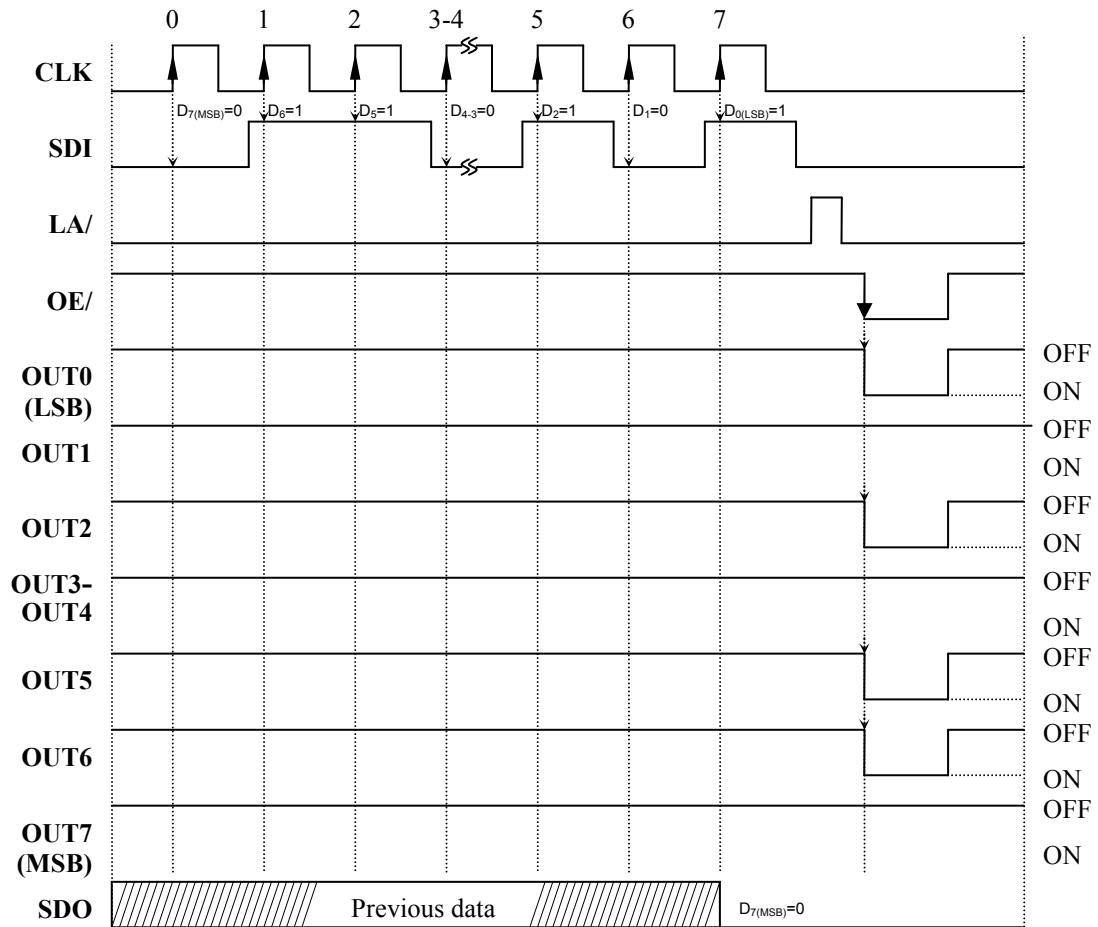 0 1 2 3-4 5 6 7
CLK
D7(MSB)=0 D6=1 D5=1 D4-3=0 D2=1 D1=0 D0(LSB)=1
SDI
LA/
OE/
OFF
OUT0
(LSB)
ON
OFF
OUT1
ON
OFF
OUT2
ON
OUT3-
OUT4
OFF
ON
OFF
OUT5
ON
OFF
OUT6
ON
OFF
OUT7
(MSB)
ON
SDO Previous data D7(MSB)=0